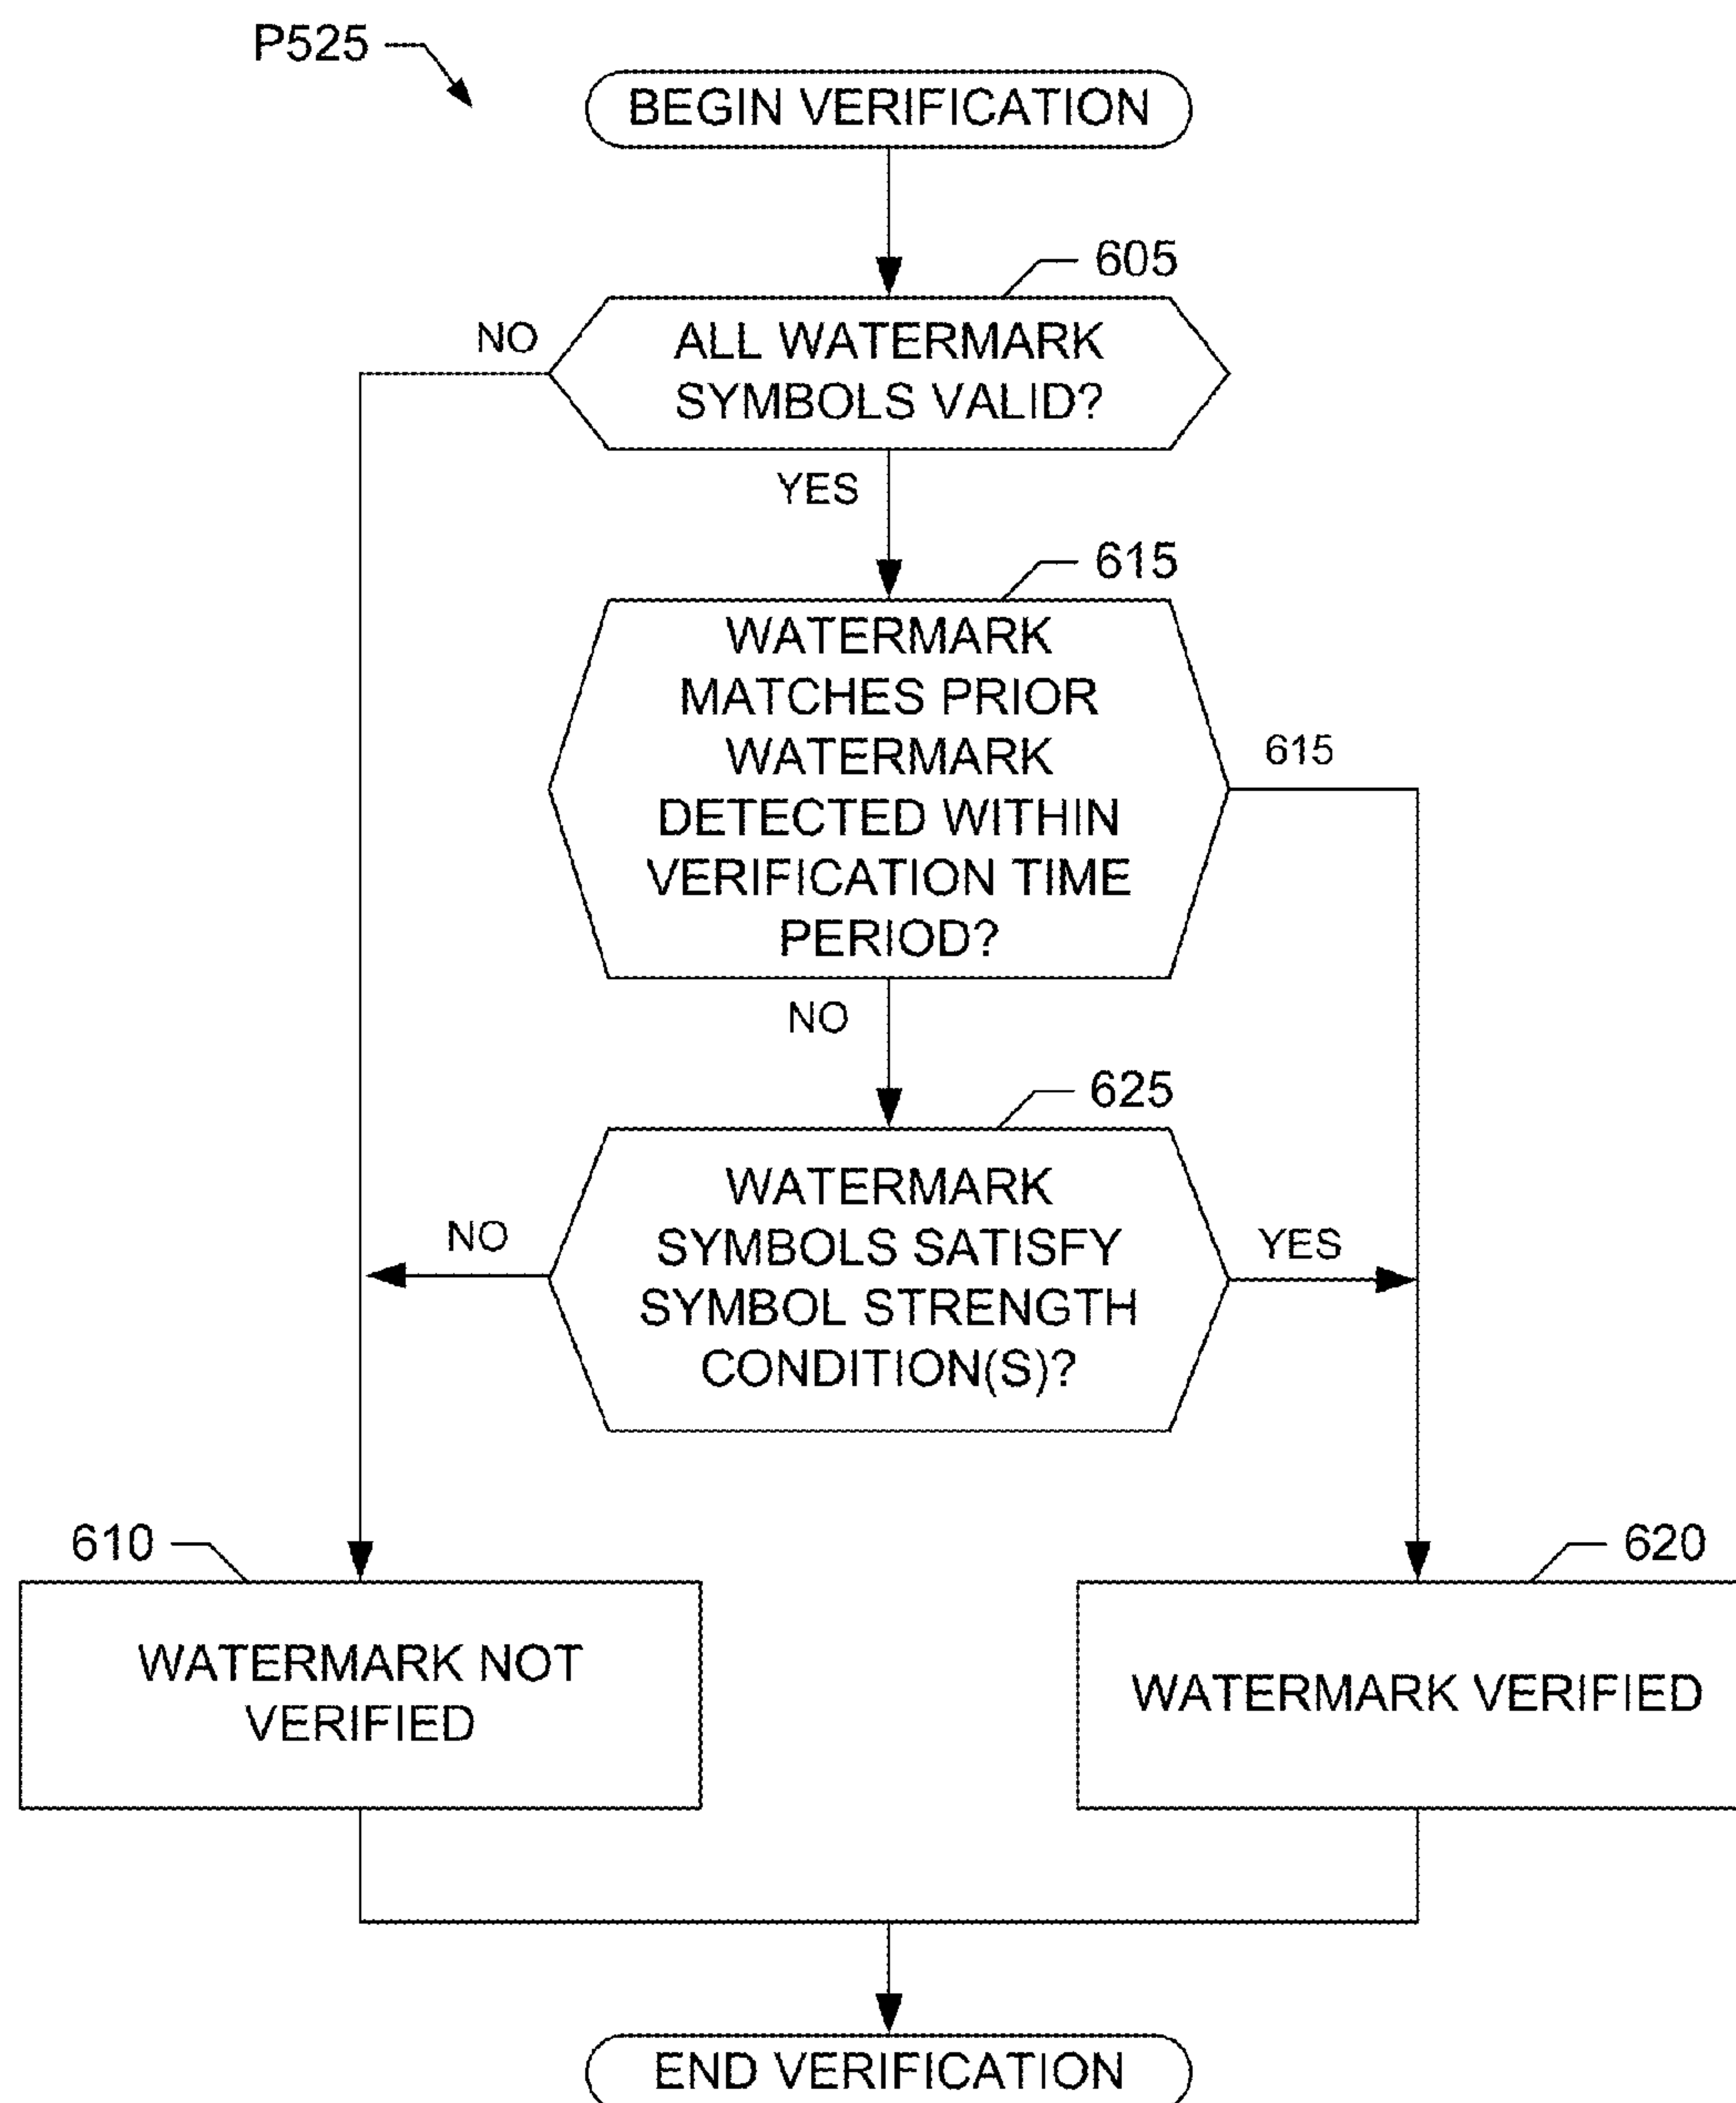 P525
BEGIN VERIFICATION
605
NO
ALL WATERMARK
SYMBOLS VALID?
YES
615
WATERMARK
MATCHES PRIOR
WATERMARK
DETECTED WITHIN
VERIFICATION TIME
PERIOD?
615
NO
625
WATERMARK
SYMBOLS SATISFY
SYMBOL STRENGTH
CONDITION(S)?
NO
YES
610
620
WATERMARK NOT
VERIFIED
WATERMARK VERIFIED
END VERIFICATION